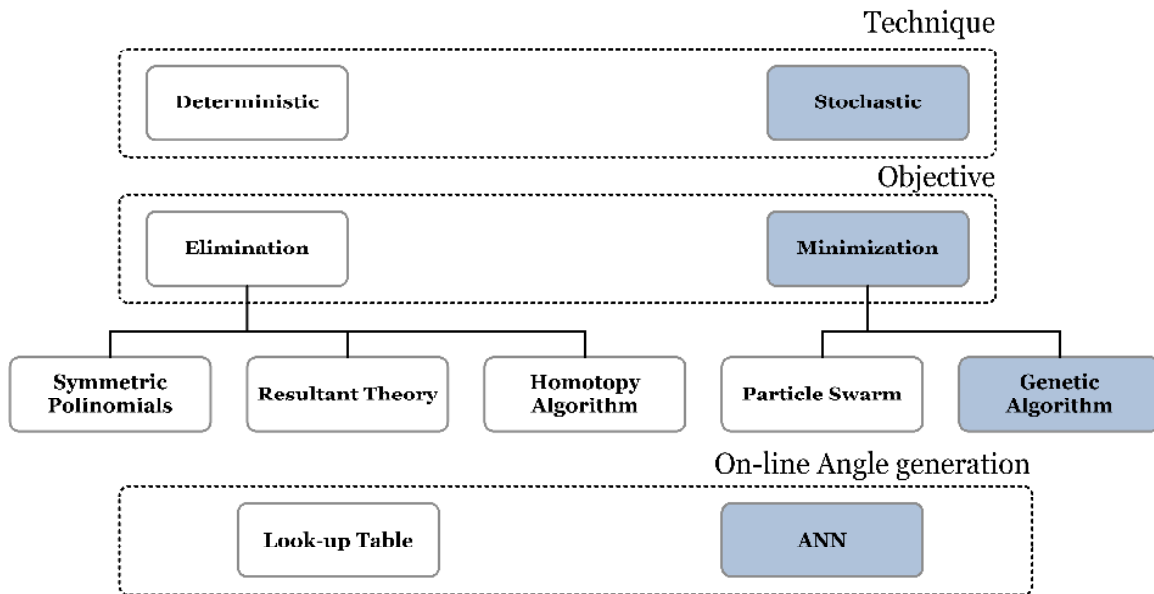 Technique
Deterministic
Stochastic
Objective
Elimination
Minimization
Symmetric
Polinomials
Resultant Theory
Homotopy
Algorithm
Particle Swarm
Genetic
Algorithm
On-line Angle generation
Look-up Table
ANN